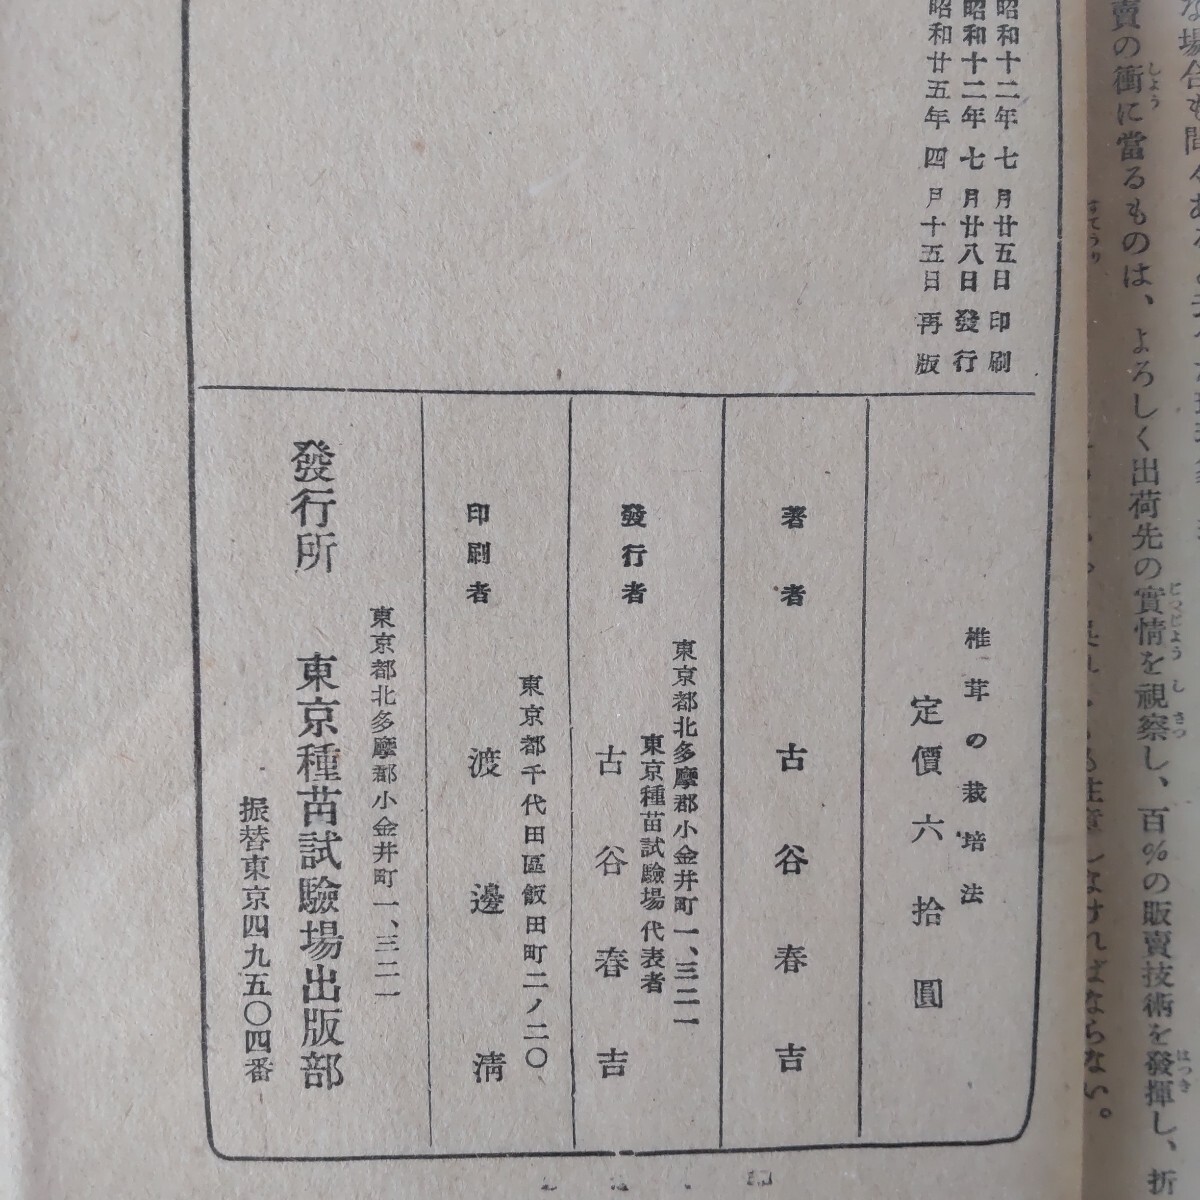 賣の衝に當るものは、よろしく出荷先の實情を視察し、百%の販賣技術を發揮し、折
昭和十二年七月廿五日印刷
昭和十二年七月廿八日發行
昭和廿五年四月十五日再版
椎茸の栽培法
定價六拾圓
著者 古谷春吉
東京都北多摩郡小金井町一、三二一
東京種苗試驗場代表者
發行者 古谷春吉
東京都千代田區飯田町二ノ二〇
印刷者 渡邊淸
東京都北多摩郡小金井町一、三二一
發行所 東京種苗試驗場出版部
振替東京四九五〇四番